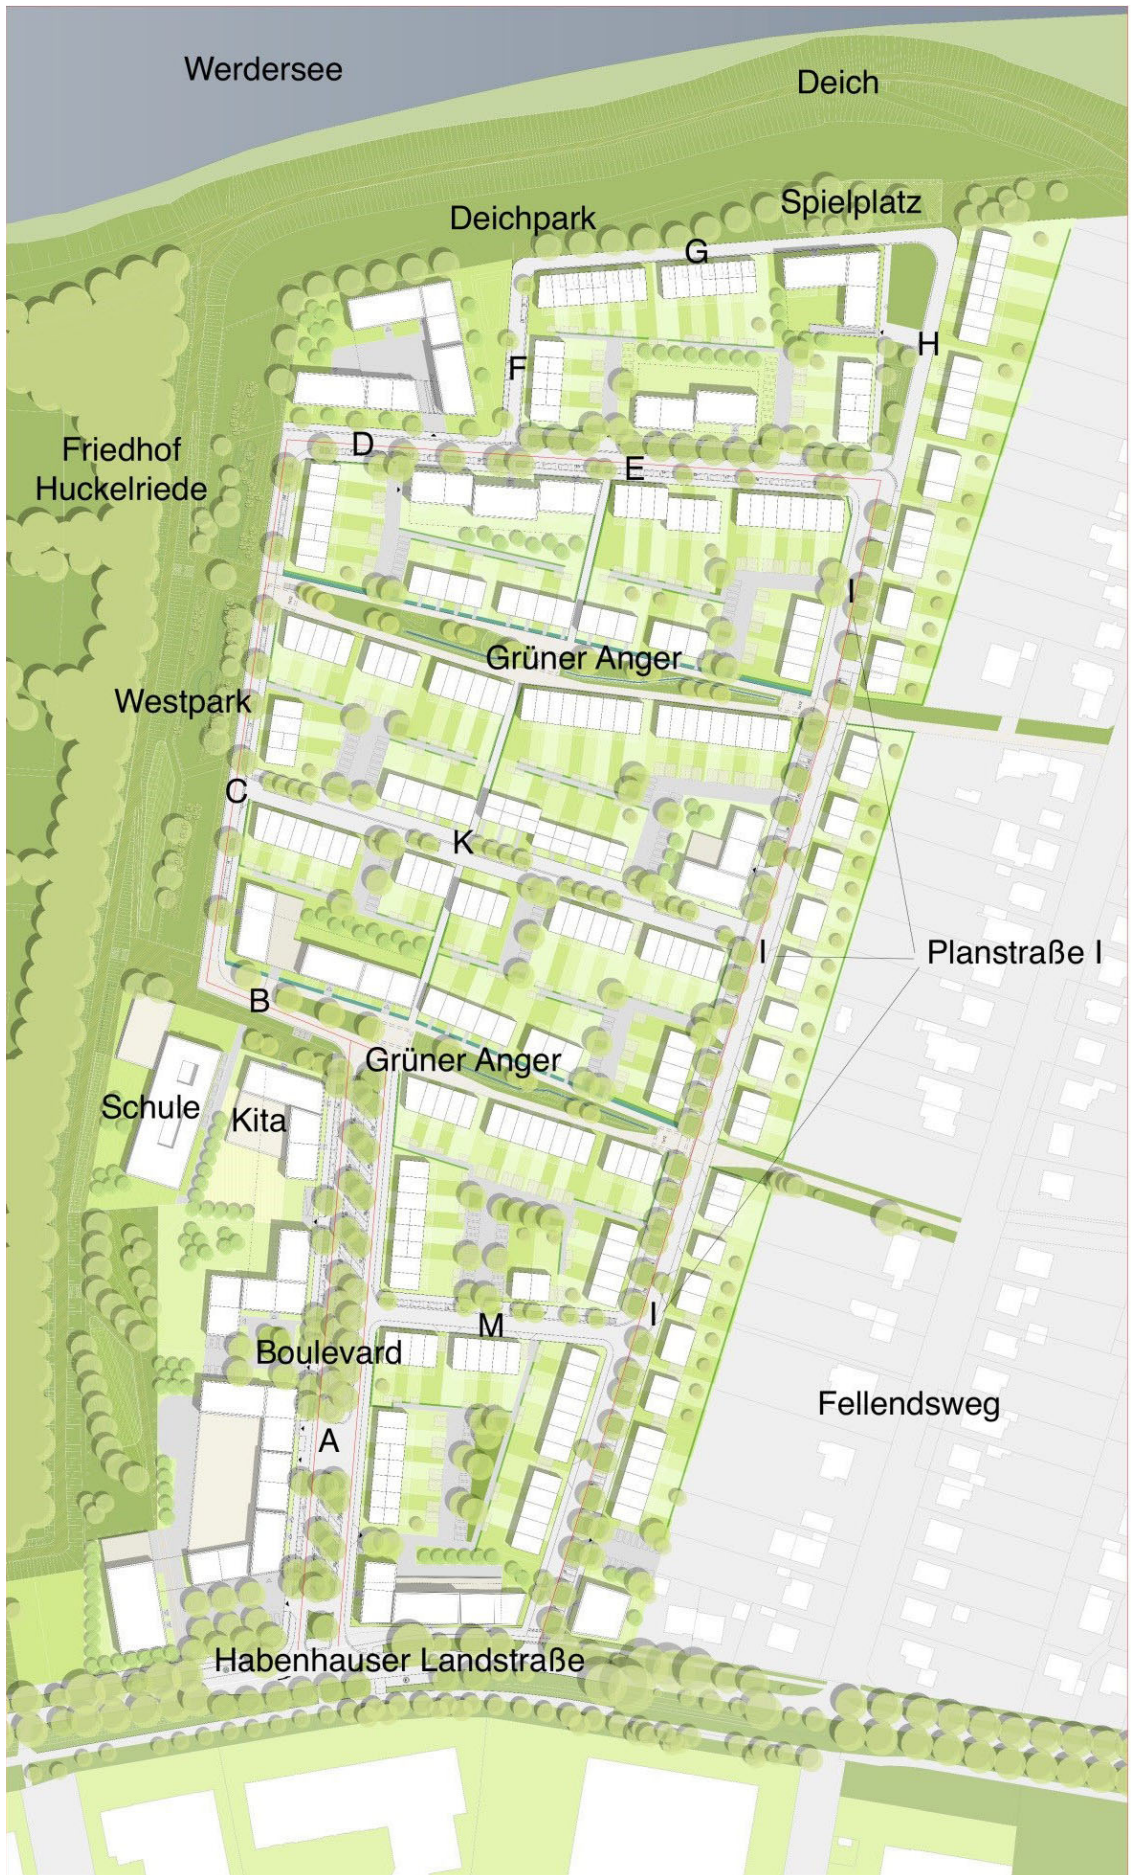 Werdersee
Deich
Spielplatz
Deichpark
G
H
F
D
Friedhof
Huckelriede
E
I
Grüner Anger
Westpark
C
K
I
Planstraße I
B
Grüner Anger
Schule
Kita
I
M
Boulevard
Fellendsweg
A
Habenhauser Landstraße